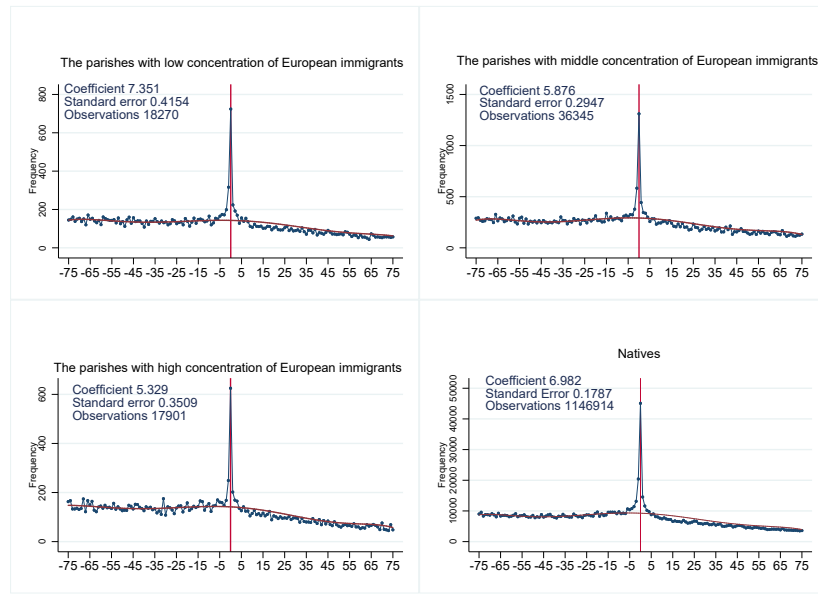 The parishes with low concentration of European immigrants
Coefficient 7.351
Standard error 0.4154
Observations 18270
Frequency
800
600
400
200
0
-75 -65 -55 -45 -35 -25 -15 -5 5 15 25 35 45 55 65 75
The parishes with middle concentration of European immigrants
Coefficient 5.876
Standard error 0.2947
Observations 36345
Frequency
1500
1000
500
0
-75 -65 -55 -45 -35 -25 -15 -5 5 15 25 35 45 55 65 75
The parishes with high concentration of European immigrants
Coefficient 5.329
Standard error 0.3509
Observations 17901
Frequency
600
400
200
0
-75 -65 -55 -45 -35 -25 -15 -5 5 15 25 35 45 55 65 75
Natives
Coefficient 6.982
Standard Error 0.1787
Observations 1146914
Frequency
50000
40000
30000
20000
10000
0
-75 -65 -55 -45 -35 -25 -15 -5 5 15 25 35 45 55 65 75